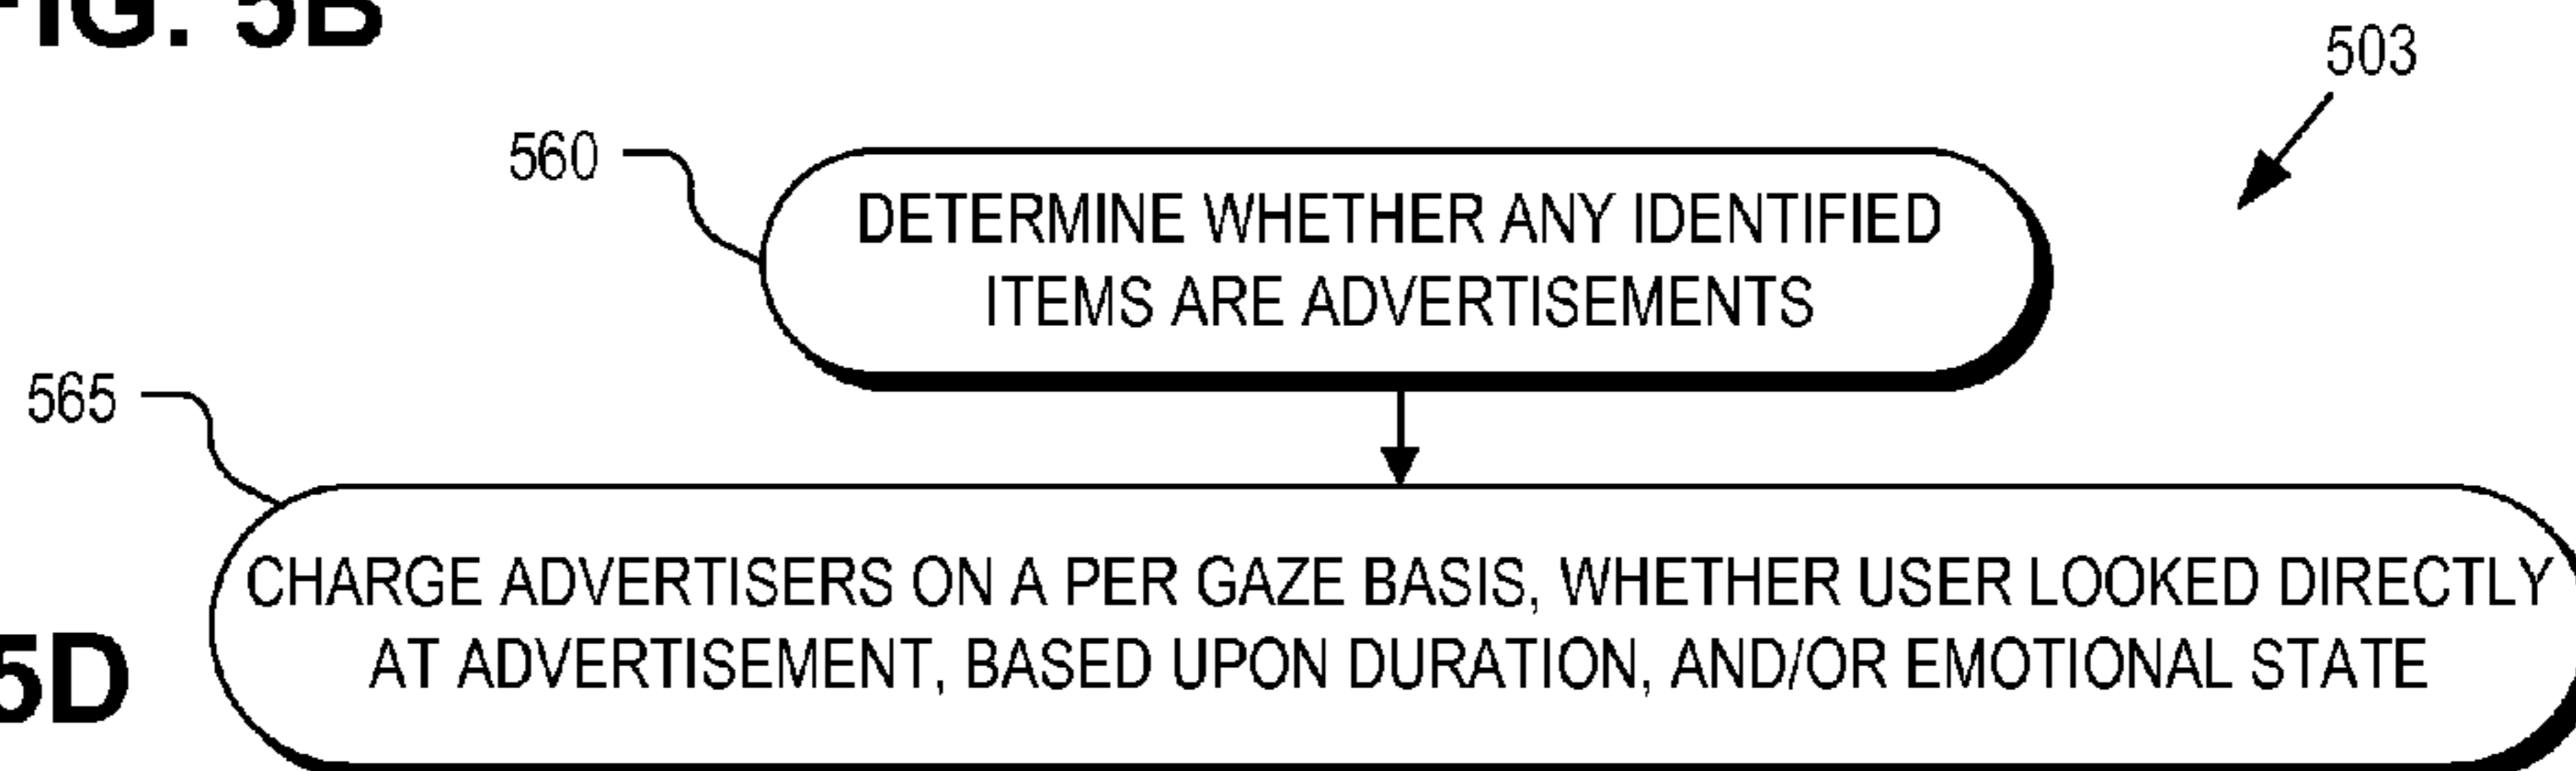 FIG. 5B
503
560
DETERMINE WHETHER ANY IDENTIFIED
ITEMS ARE ADVERTISEMENTS
565
CHARGE ADVERTISERS ON A PER GAZE BASIS, WHETHER USER LOOKED DIRECTLY
AT ADVERTISEMENT, BASED UPON DURATION, AND/OR EMOTIONAL STATE
5D